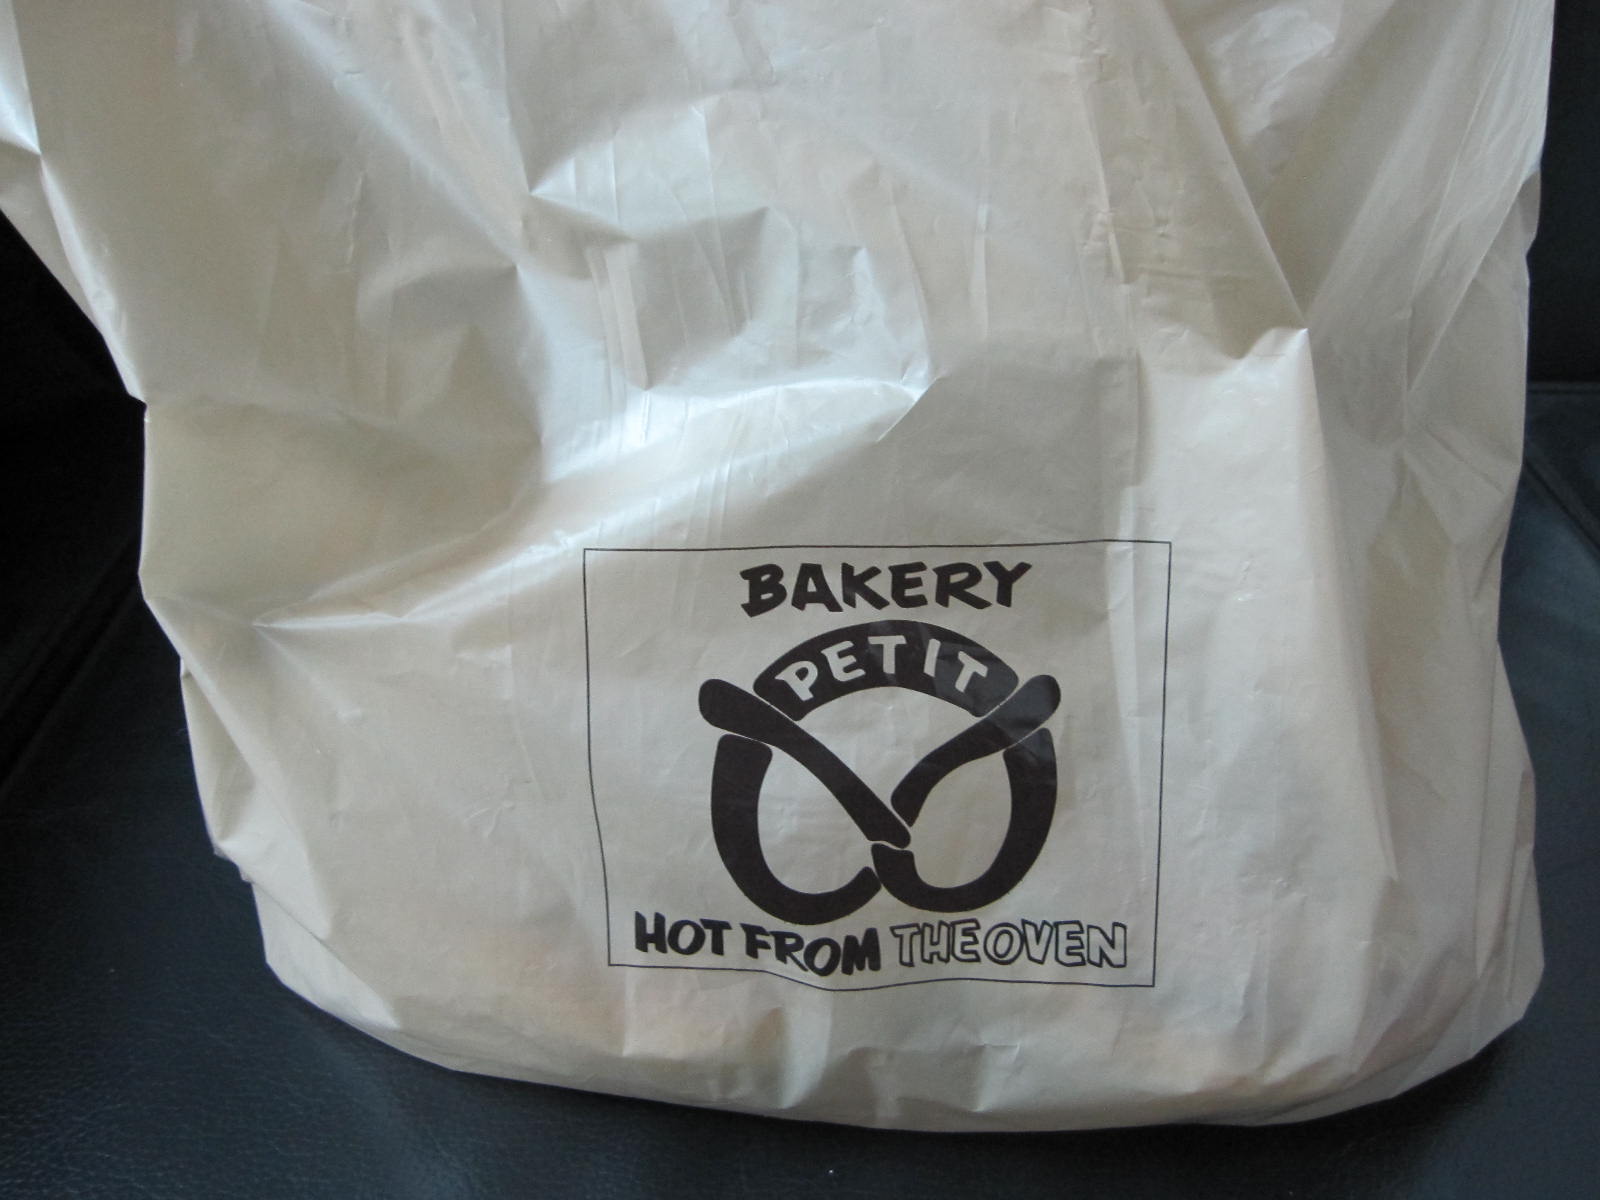 BAKERY
PETIT
HOT FROM THE OVEN